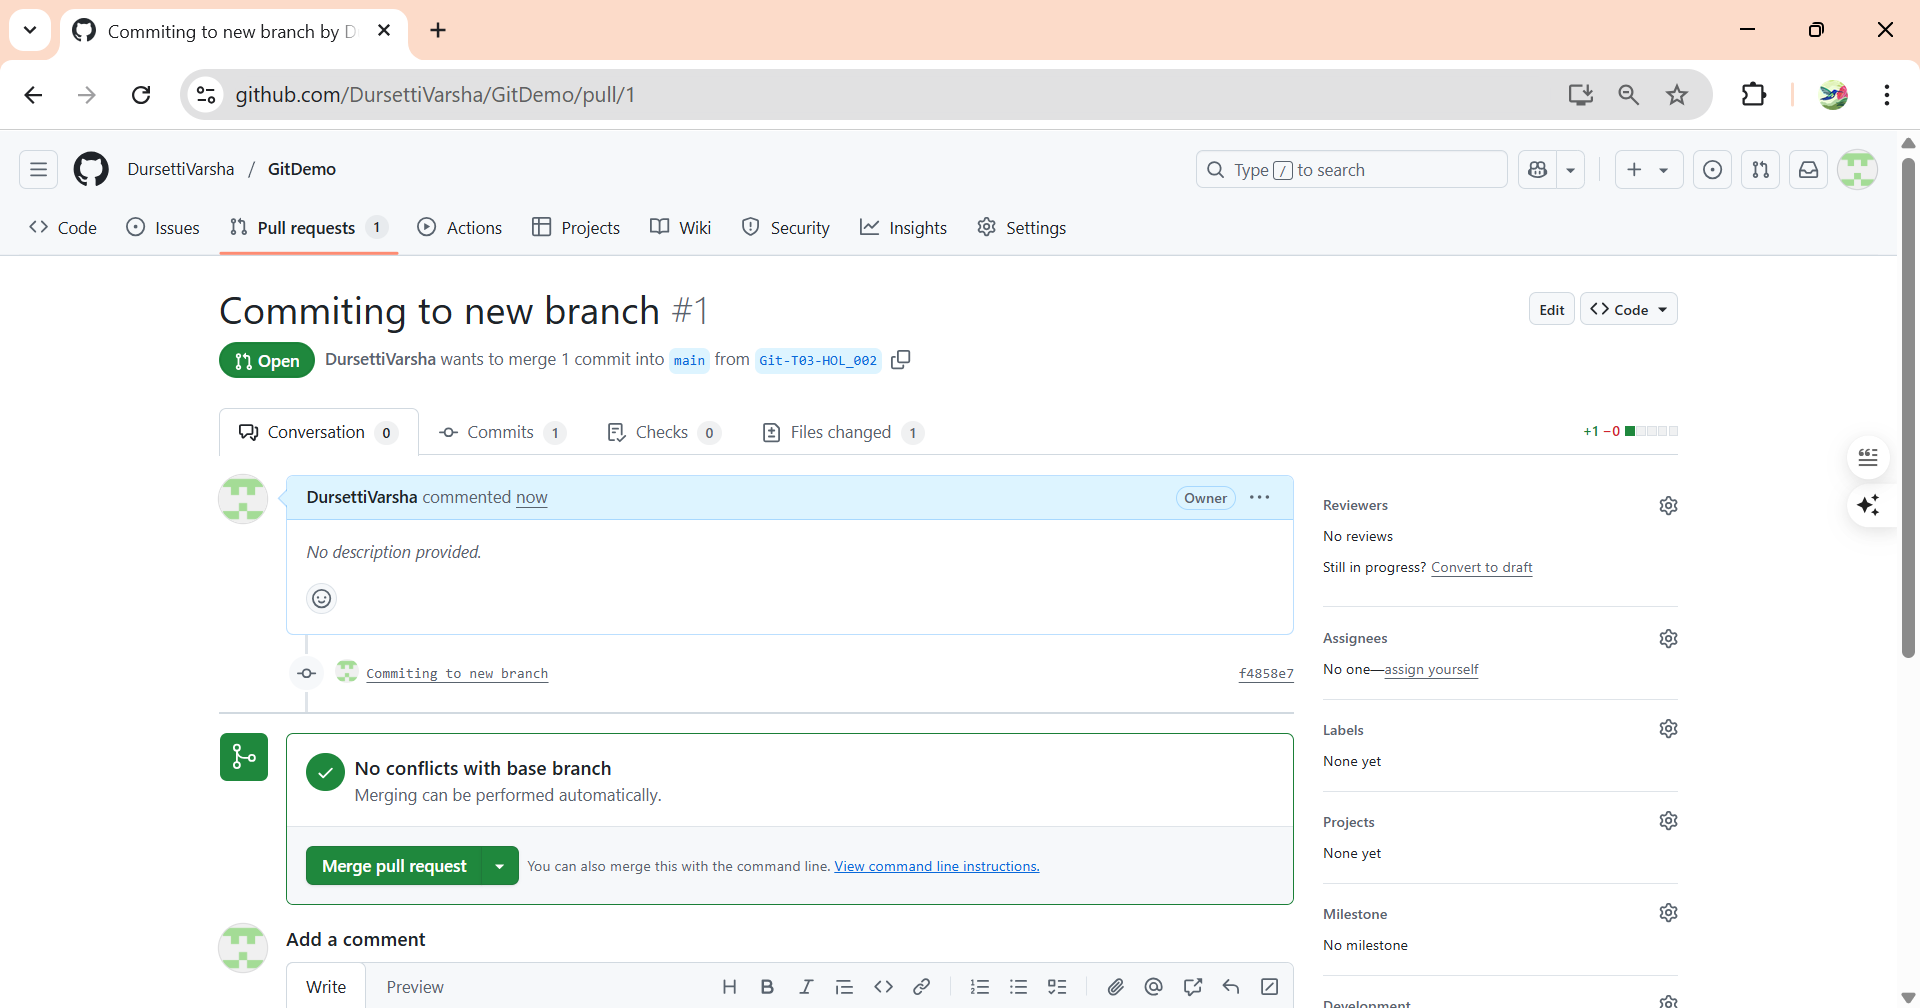 Commiting to new branch by D
github.com/DursettiVarsha/GitDemo/pull/1
DursettiVarsha / GitDemo
Type / to search
Code Issues Pull requests 1 Actions Projects Wiki Security Insights Settings
Commiting to new branch #1
Edit
Code
Open DursettiVarsha wants to merge 1 commit into main from Git-T03-HOL_002
Conversation 0 Commits 1 Checks 0 Files changed 1
+1 −0
DursettiVarsha commented now
Owner
No description provided.
Commiting to new branch
f4858e7
No conflicts with base branch
Merging can be performed automatically.
Merge pull request You can also merge this with the command line. View command line instructions.
Add a comment
Write Preview
Reviewers
No reviews
Still in progress? Convert to draft
Assignees
No one—assign yourself
Labels
None yet
Projects
None yet
Milestone
No milestone
Development